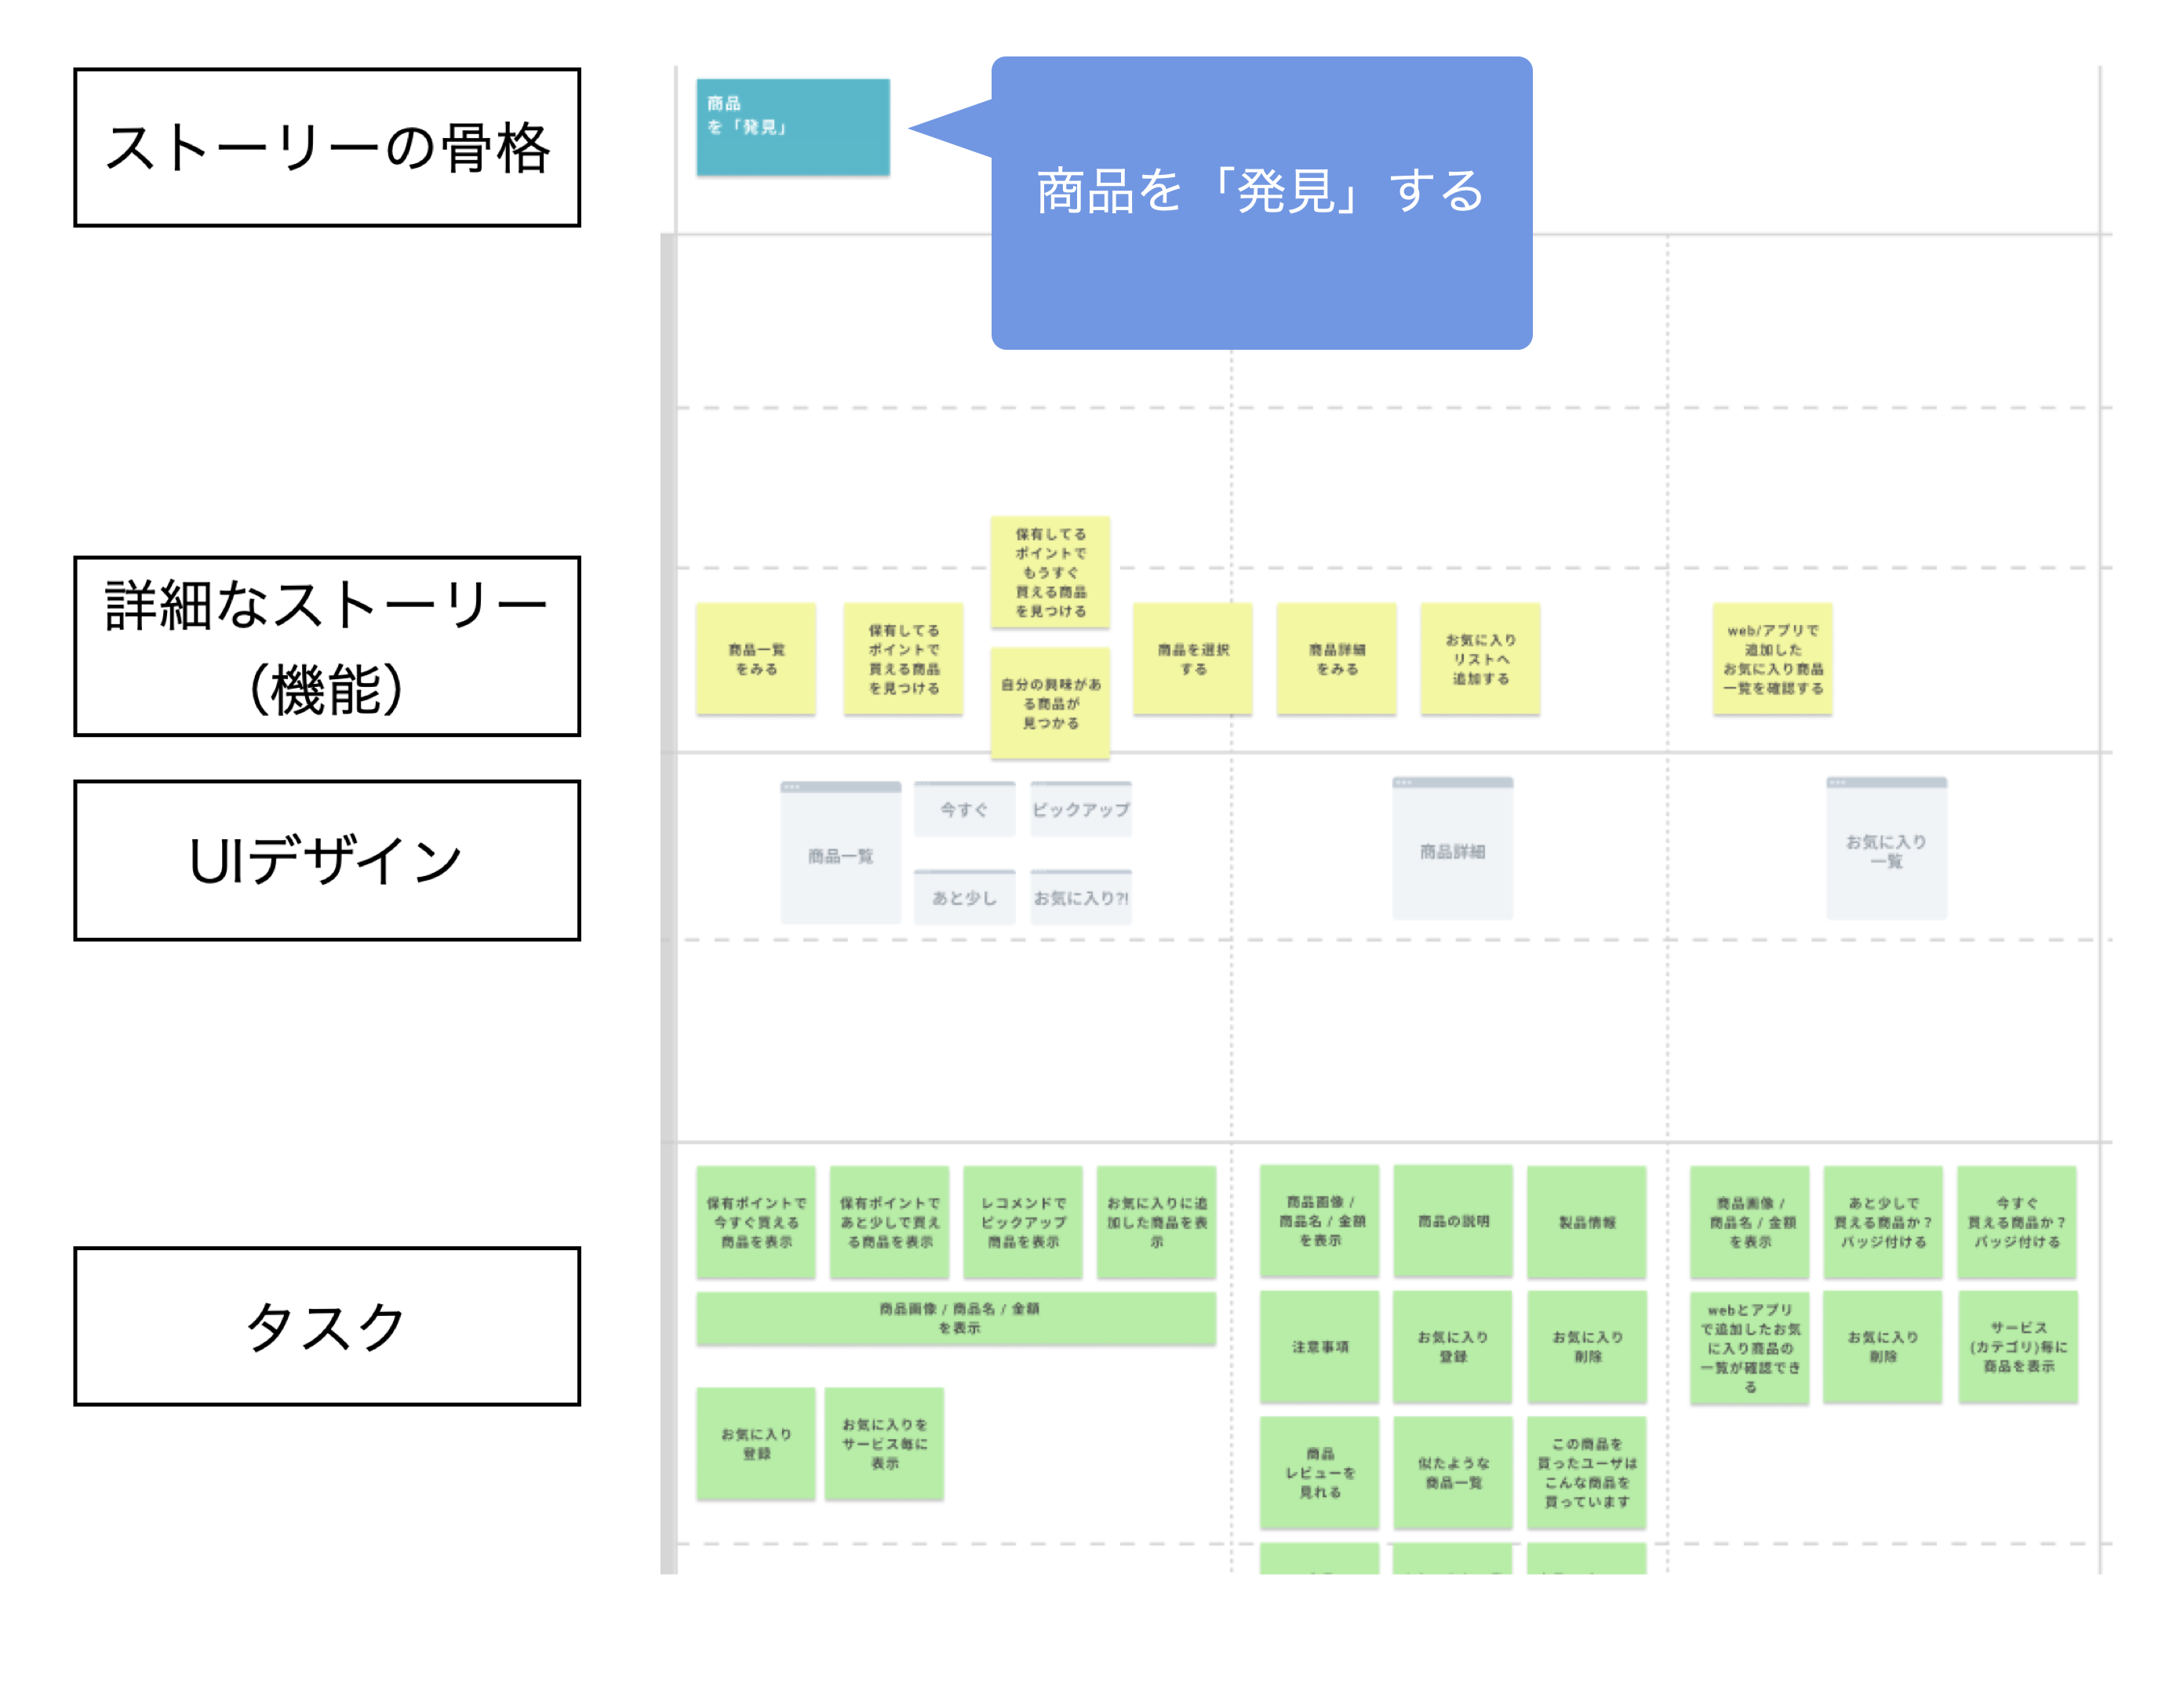 ストーリーの骨格
商品
を「発見」
商品を「発見」する
詳細なストーリー
（機能）
商品一覧
をみる
保有してる
ポイントで
買える商品
を見つける
保有してる
ポイントで
もうすぐ
買える商品
を見つける
自分の興味があ
る商品が
見つかる
商品を選択
する
商品詳細
をみる
お気に入り
リストへ
追加する
web/アプリで
追加した
お気に入り商品
一覧を確認する
UIデザイン
商品一覧
今すぐ
ピックアップ
あと少し
お気に入り?!
商品詳細
お気に入り
一覧
タスク
保有ポイントで
今すぐ買える
商品を表示
保有ポイントで
あと少しで買え
る商品を表示
レコメンドで
ピックアップ
商品を表示
お気に入りに追
加した商品を表
示
商品画像 / 商品名 / 金額
を表示
お気に入り
登録
お気に入りを
サービス毎に
表示
商品画像 /
商品名 / 金額
を表示
商品の説明
製品情報
注意事項
お気に入り
登録
お気に入り
削除
商品
レビューを
見れる
似たような
商品一覧
この商品を
買ったユーザは
こんな商品を
買っています
商品画像 /
商品名 / 金額
を表示
あと少しで
買える商品か？
バッジ付ける
今すぐ
買える商品か？
バッジ付ける
webとアプリ
で追加したお気
に入り商品の
一覧が確認でき
る
お気に入り
削除
サービス
(カテゴリ)毎に
商品を表示